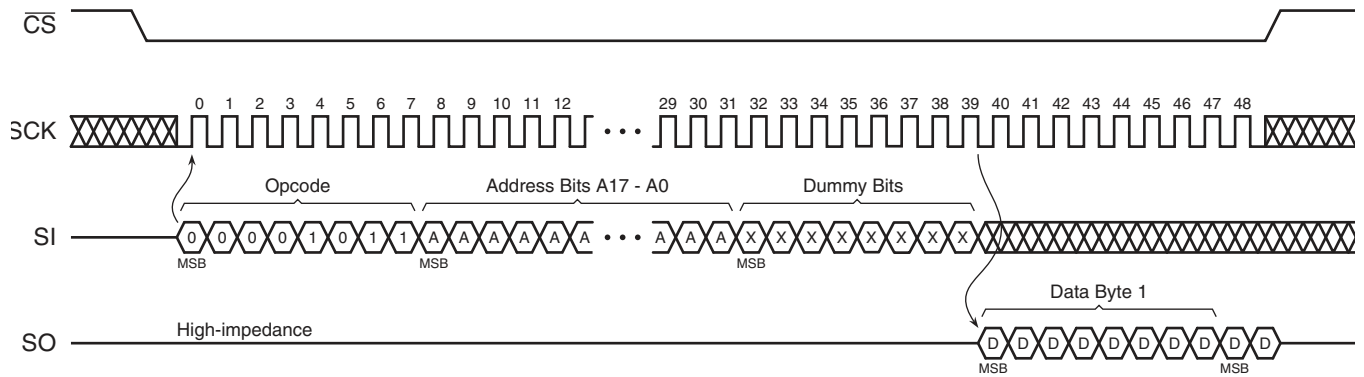 CS
0 1 2 3 4 5 6 7 8 9 10 11 12 29 30 31 32 33 34 35 36 37 38 39 40 41 42 43 44 45 46 47 48
SCK •••
Opcode Address Bits A17 - A0 Dummy Bits
SI 0 0 0 0 1 0 1 1 A A A A A A ••• A A A X X X X X X X X
MSB MSB MSB
Data Byte 1
High-impedance
SO D D D D D D D D D D
MSB MSB